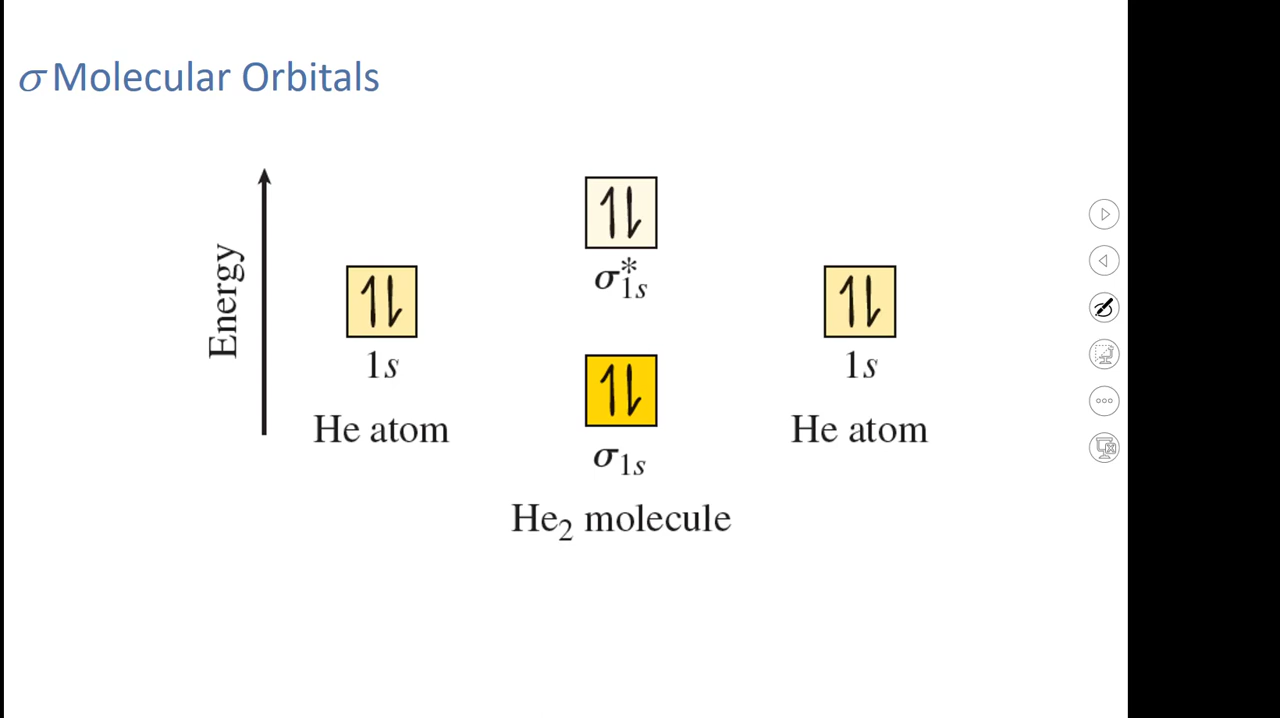 σ Molecular Orbitals
Energy
1s
He atom
σ*1s
σ1s
He2 molecule
1s
He atom